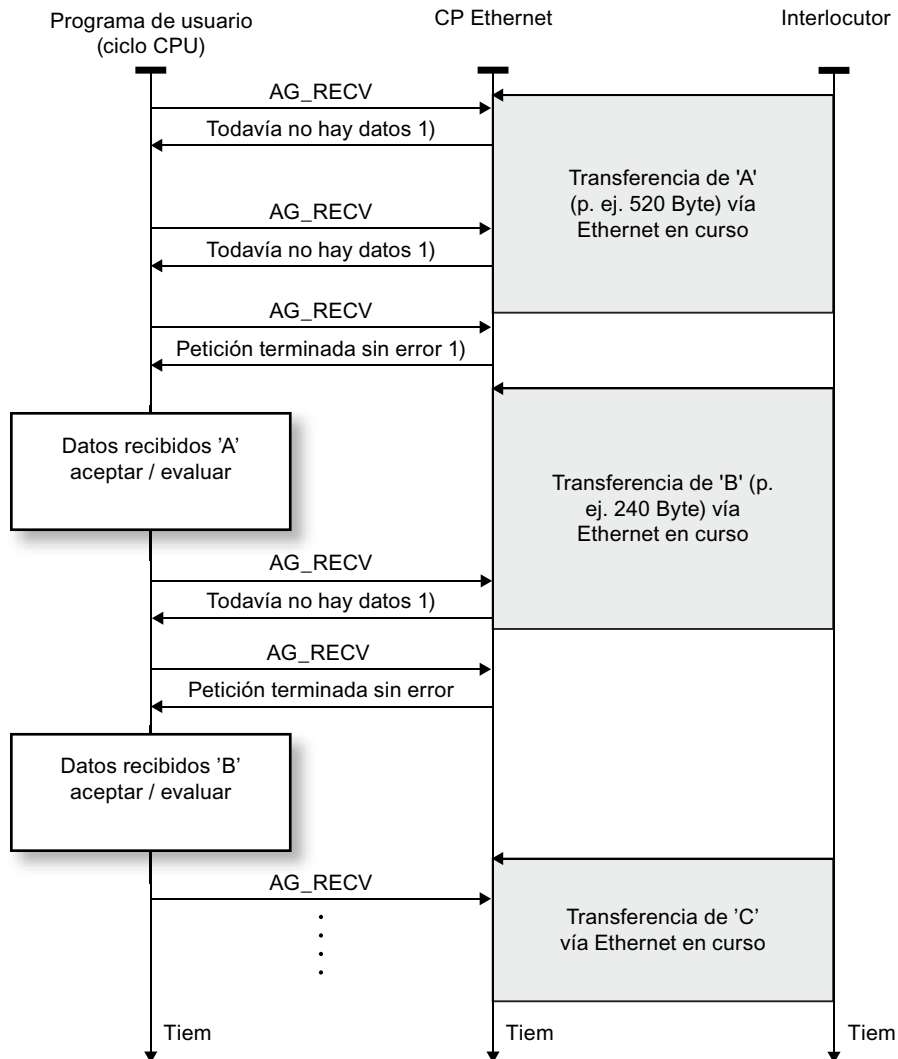 Programa de usuario
(ciclo CPU)
CP Ethernet
Interlocutor
AG_RECV
Todavía no hay datos 1)
Transferencia de 'A'
(p. ej. 520 Byte) vía
Ethernet en curso
AG_RECV
Todavía no hay datos 1)
AG_RECV
Petición terminada sin error 1)
Datos recibidos ’A’
aceptar / evaluar
Transferencia de 'B' (p.
ej. 240 Byte) vía
Ethernet en curso
AG_RECV
Todavía no hay datos 1)
AG_RECV
Petición terminada sin error
Datos recibidos ’B’
aceptar / evaluar
AG_RECV
Transferencia de ’C’
vía Ethernet en curso
Tiem
Tiem
Tiem